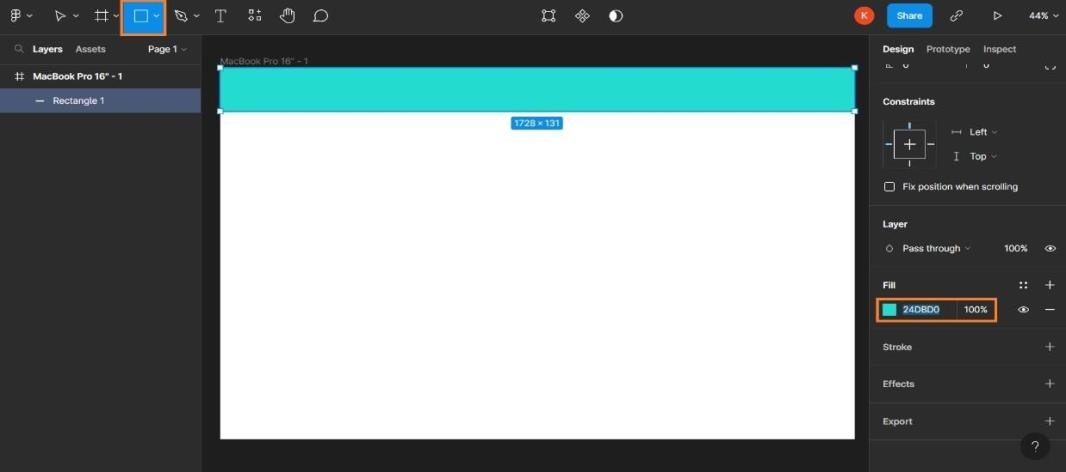 K
Share
44%
Layers
Assets
Page 1
Design
Prototype
Inspect
MacBook Pro 16" - 1
Rectangle 1
MacBook Pro 16" - 1
1728 × 131
Constraints
Left
Top
Fix position when scrolling
Layer
Pass through
100%
Fill
24DBD0
100%
Stroke
Effects
Export
?